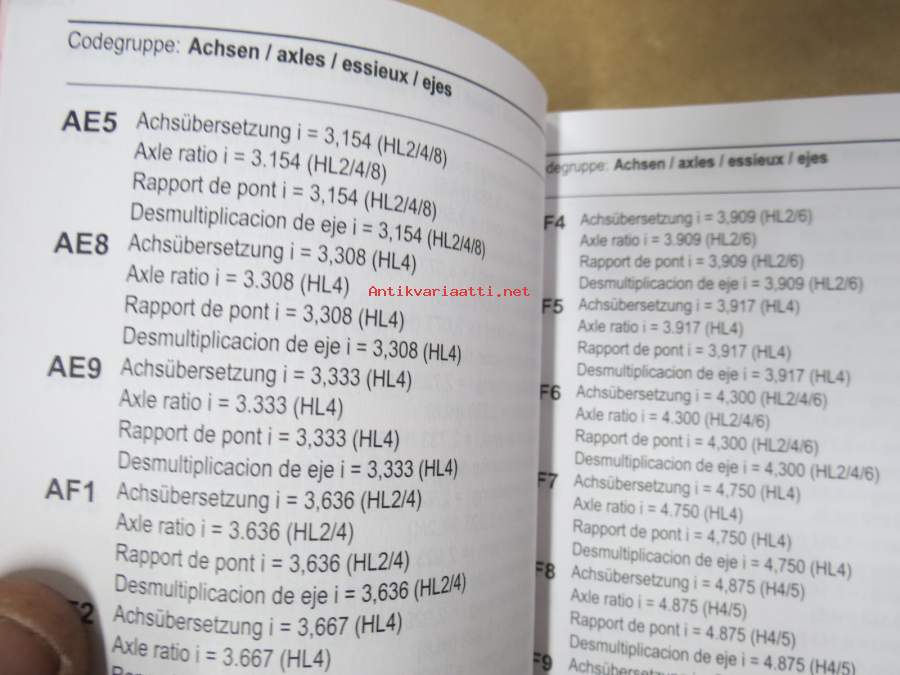 Codegruppe: Achsen / axles / essieux / ejes
AE5 Achsübersetzung i = 3,154 (HL2/4/8)
Axle ratio i = 3.154 (HL2/4/8)
Rapport de pont i = 3,154 (HL2/4/8)
Desmultiplicacion de eje i = 3,154 (HL2/4/8)
AE8 Achsübersetzung i = 3,308 (HL4)
Axle ratio i = 3.308 (HL4)
Rapport de pont i = 3,308 (HL4)
Desmultiplicacion de eje i = 3,308 (HL4)
AE9 Achsübersetzung i = 3,333 (HL4)
Axle ratio i = 3.333 (HL4)
Rapport de pont i = 3,333 (HL4)
Desmultiplicacion de eje i = 3,333 (HL4)
AF1 Achsübersetzung i = 3,636 (HL2/4)
Axle ratio i = 3.636 (HL2/4)
Rapport de pont i = 3,636 (HL2/4)
Desmultiplicacion de eje i = 3,636 (HL2/4)
2 Achsübersetzung i = 3,667 (HL4)
Axle ratio i = 3.667 (HL4)
Antikvariaatti.net
degruppe: Achsen / axles / essieux / ejes
F4 Achsübersetzung i = 3,909 (HL2/6)
Axle ratio i = 3.909 (HL2/6)
Rapport de pont i = 3,909 (HL2/6)
Desmultiplicacion de eje i = 3,909 (HL2/6)
F5 Achsübersetzung i = 3,917 (HL4)
Axle ratio i = 3.917 (HL4)
Rapport de pont i = 3,917 (HL4)
Desmultiplicacion de eje i = 3,917 (HL4)
F6 Achsübersetzung i = 4,300 (HL2/4/6)
Axle ratio i = 4.300 (HL2/4/6)
Rapport de pont i = 4,300 (HL2/4/6)
Desmultiplicacion de eje i = 4,300 (HL2/4/6)
F7 Achsübersetzung i = 4,750 (HL4)
Axle ratio i = 4.750 (HL4)
Rapport de pont i = 4,750 (HL4)
Desmultiplicacion de eje i = 4,750 (HL4)
F8 Achsübersetzung i = 4,875 (H4/5)
Axle ratio i = 4.875 (H4/5)
Rapport de pont i = 4.875 (H4/5)
Desmultiplicacion de eje i = 4.875 (H4/5)
F9